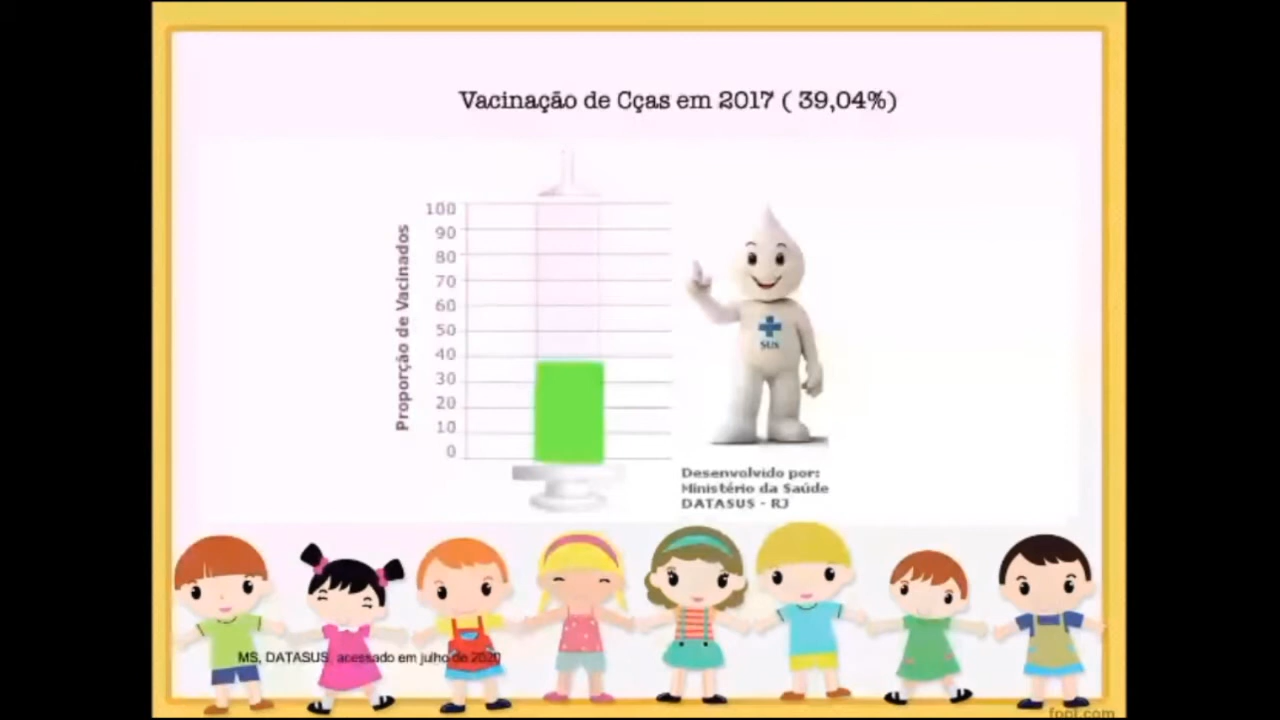 Vacinação de Cças em 2017 ( 39,04%)
Proporção de Vacinados
100
90
80
70
60
50
40
30
20
10
0
SUS
Desenvolvido por:
Ministério da Saúde
DATASUS - RJ
MS, DATASUS, acessado em julho de 2020
fppt.com